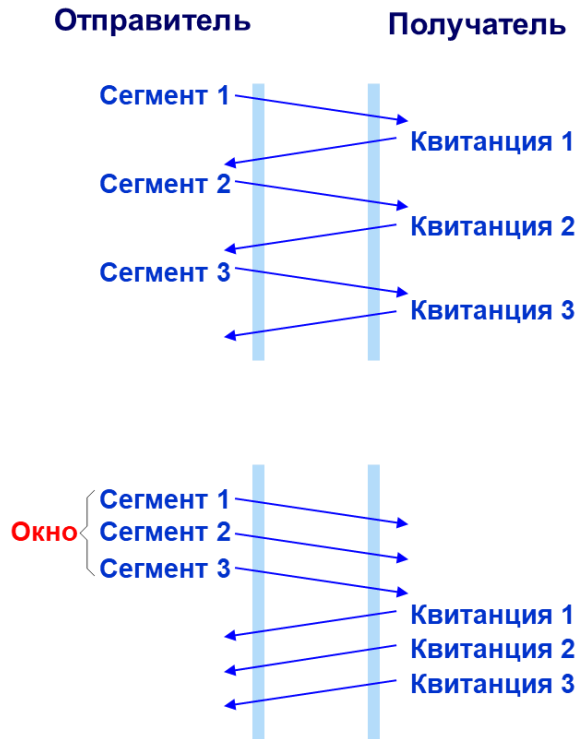 Отправитель
Получатель
Сегмент 1
Квитанция 1
Сегмент 2
Квитанция 2
Сегмент 3
Квитанция 3
Окно
Сегмент 1
Сегмент 2
Сегмент 3
Квитанция 1
Квитанция 2
Квитанция 3